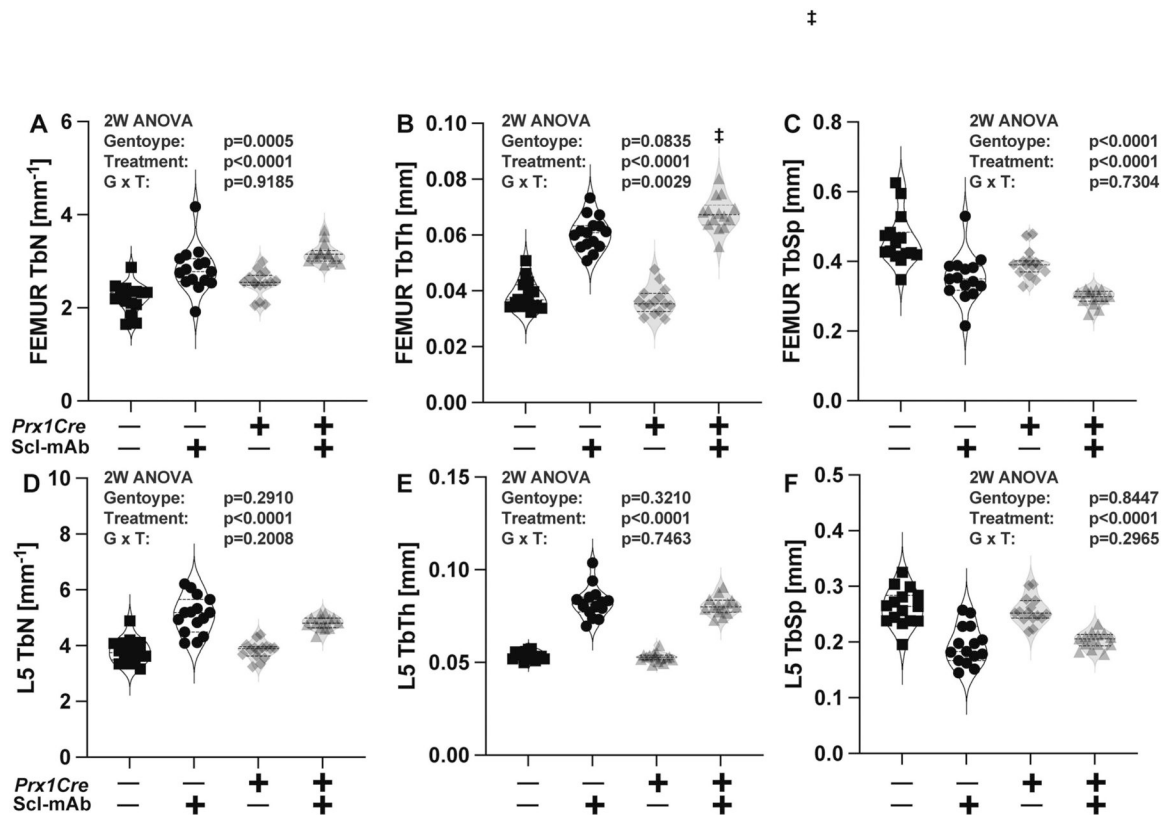 ‡
A
2W ANOVA
Gentoype: p=0.0005
Treatment: p<0.0001
G x T: p=0.9185
FEMUR TbN [mm-1]
6
4
2
0
B
2W ANOVA
Gentoype: p=0.0835
Treatment: p<0.0001
G x T: p=0.0029
‡
FEMUR TbTh [mm]
0.10
0.08
0.06
0.04
0.02
0.00
C
2W ANOVA
Gentoype: p<0.0001
Treatment: p<0.0001
G x T: p=0.7304
FEMUR TbSp [mm]
0.8
0.6
0.4
0.2
0.0
Prx1Cre — — + + — — + + — — + +
Scl-mAb — + — + — + — + — + — +
D
2W ANOVA
Gentoype: p=0.2910
Treatment: p<0.0001
G x T: p=0.2008
L5 TbN [mm-1]
10
8
6
4
2
0
E
2W ANOVA
Gentoype: p=0.3210
Treatment: p<0.0001
G x T: p=0.7463
L5 TbTh [mm]
0.15
0.10
0.05
0.00
F
2W ANOVA
Gentoype: p=0.8447
Treatment: p<0.0001
G x T: p=0.2965
L5 TbSp [mm]
0.5
0.4
0.3
0.2
0.1
0.0
Prx1Cre — — + + — — + + — — + +
Scl-mAb — + — + — + — + — + — +